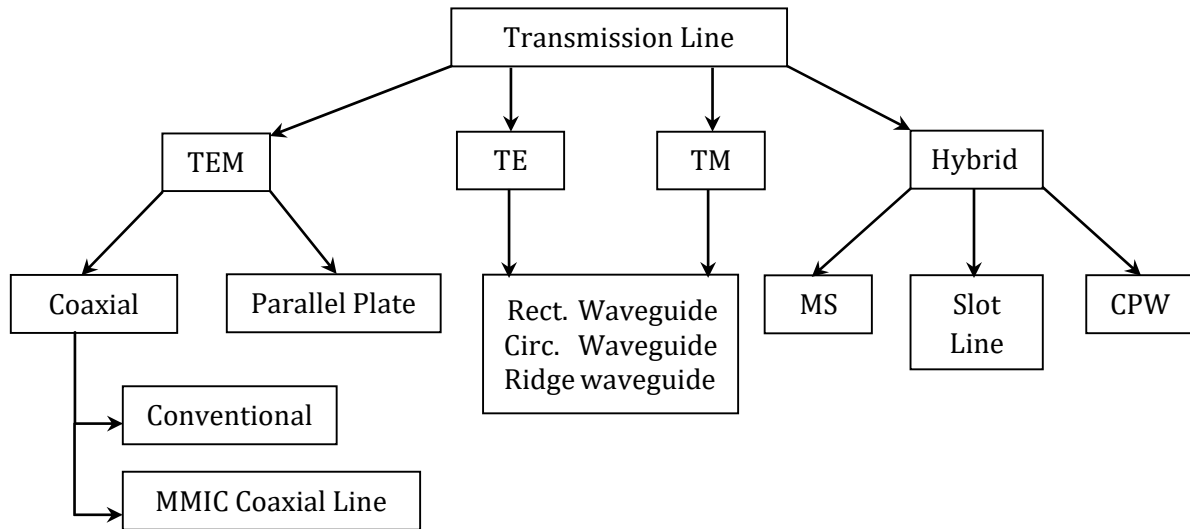 Transmission Line
TEM
TE
TM
Hybrid
Coaxial
Parallel Plate
Rect. Waveguide
Circ. Waveguide
Ridge waveguide
MS
Slot
Line
CPW
Conventional
MMIC Coaxial Line